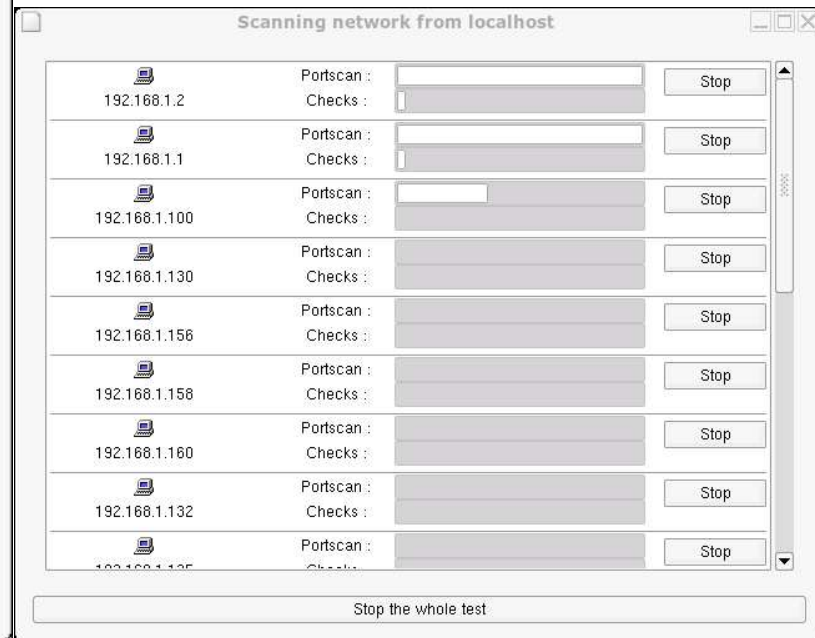 Scanning network from localhost
Portscan :
Stop
192.168.1.2
Checks :
Portscan :
Stop
192.168.1.1
Checks :
Portscan :
Stop
192.168.1.100
Checks :
Portscan :
Stop
192.168.1.130
Checks :
Portscan :
Stop
192.168.1.156
Checks :
Portscan :
Stop
192.168.1.158
Checks :
Portscan :
Stop
192.168.1.160
Checks :
Portscan :
Stop
192.168.1.132
Checks :
Portscan :
Stop
Stop the whole test